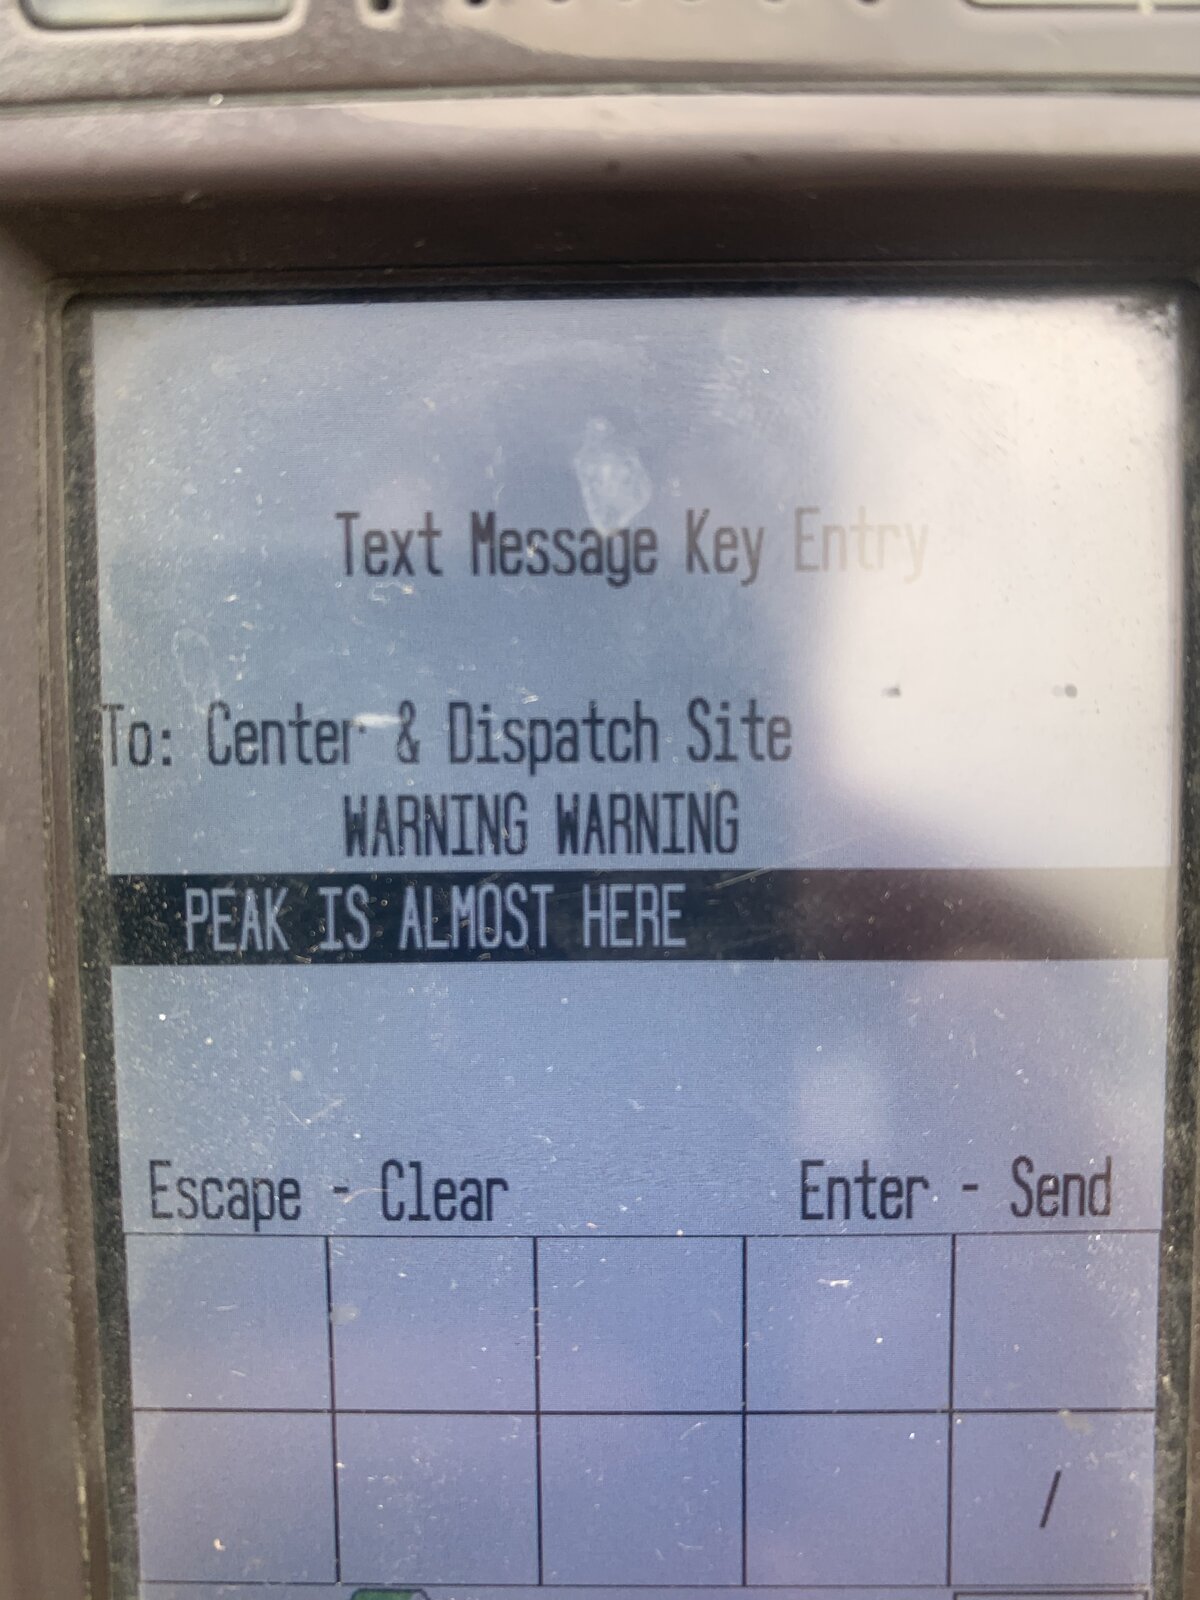 Text Message Key Entry
To: Center & Dispatch Site
WARNING WARNING
PEAK IS ALMOST HERE
Escape - Clear Enter - Send
/